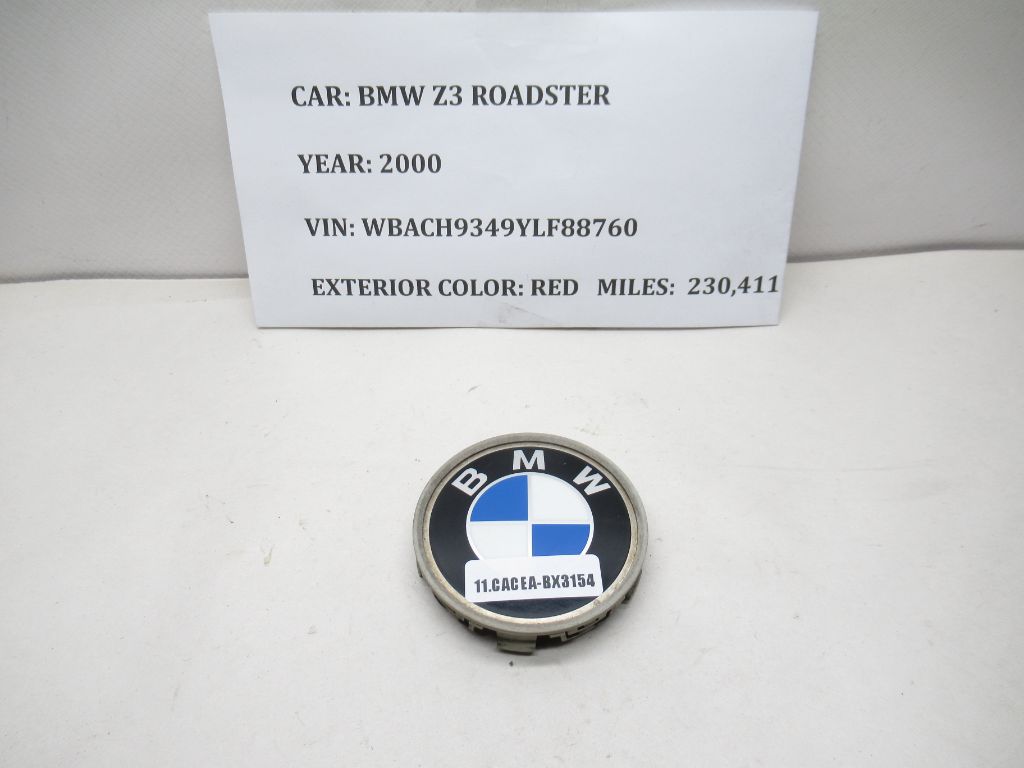 CAR: BMW Z3 ROADSTER
YEAR: 2000
VIN: WBACH9349YLF88760
EXTERIOR COLOR: RED MILES: 230,411
BMW
11.CACEA-BX3154